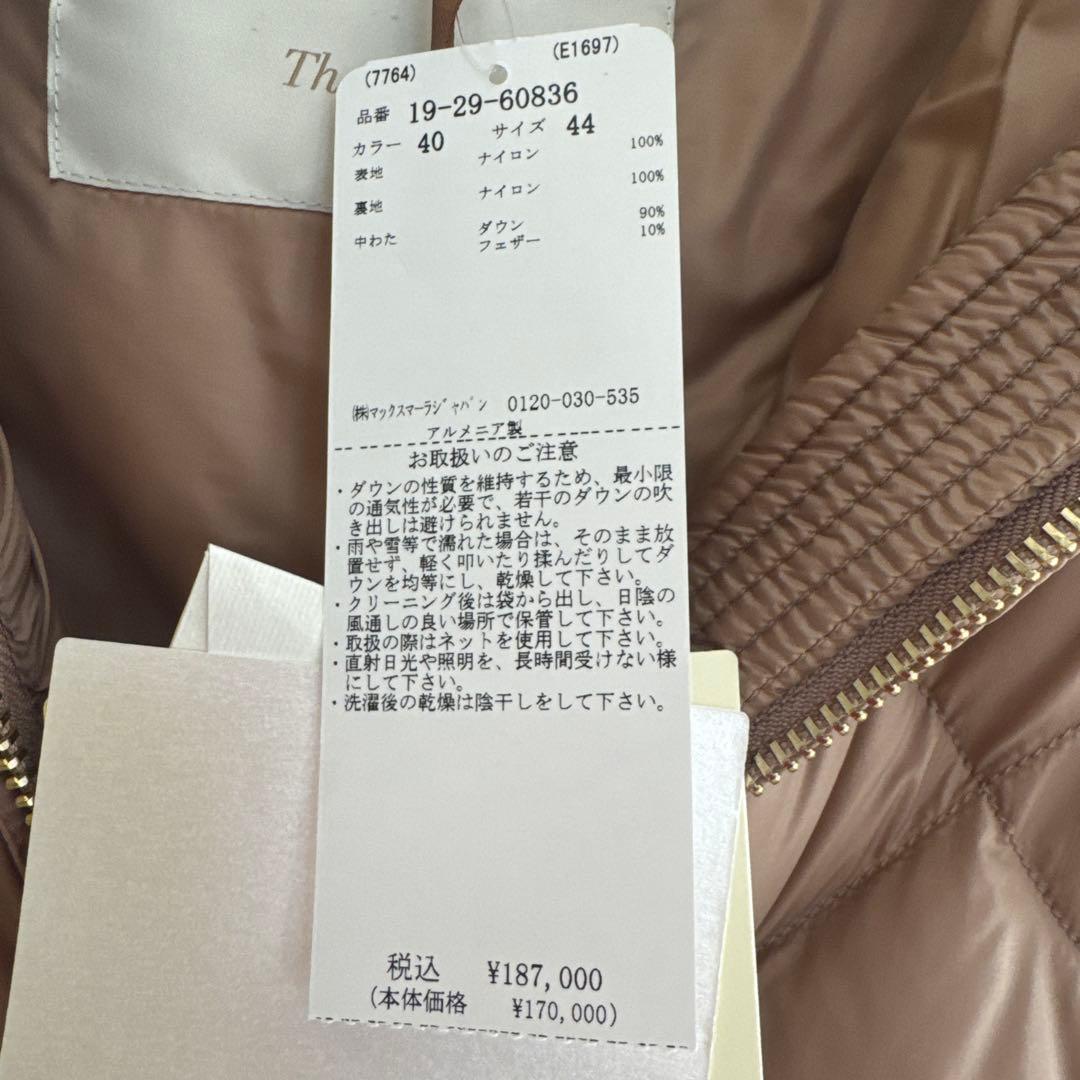 Th
(7764) (E1697)
品番 19-29-60836
カラー 40 サイズ 44
表地 ナイロン 100%
裏地 ナイロン 100%
中わた ダウン 90%
フェザー 10%
㈱マックスマーラジャパン 0120-030-535
アルメニア製
お取扱いのご注意
・ダウンの性質を維持するため、最小限
の通気性が必要で、若干のダウンの吹
き出しは避けられません。
・雨や雪等で濡れた場合は、そのまま放
置せず、軽く叩いたり揉んだりしてダ
ウンを均等にし、乾燥して下さい。
・クリーニング後は袋から出し、日陰の
風通しの良い場所で保管して下さい。
・取扱の際はネットを使用して下さい。
・直射日光や照明を、長時間受けない様
にして下さい。
・洗濯後の乾燥は陰干しをして下さい。
税込 ¥187,000
(本体価格 ¥170,000)